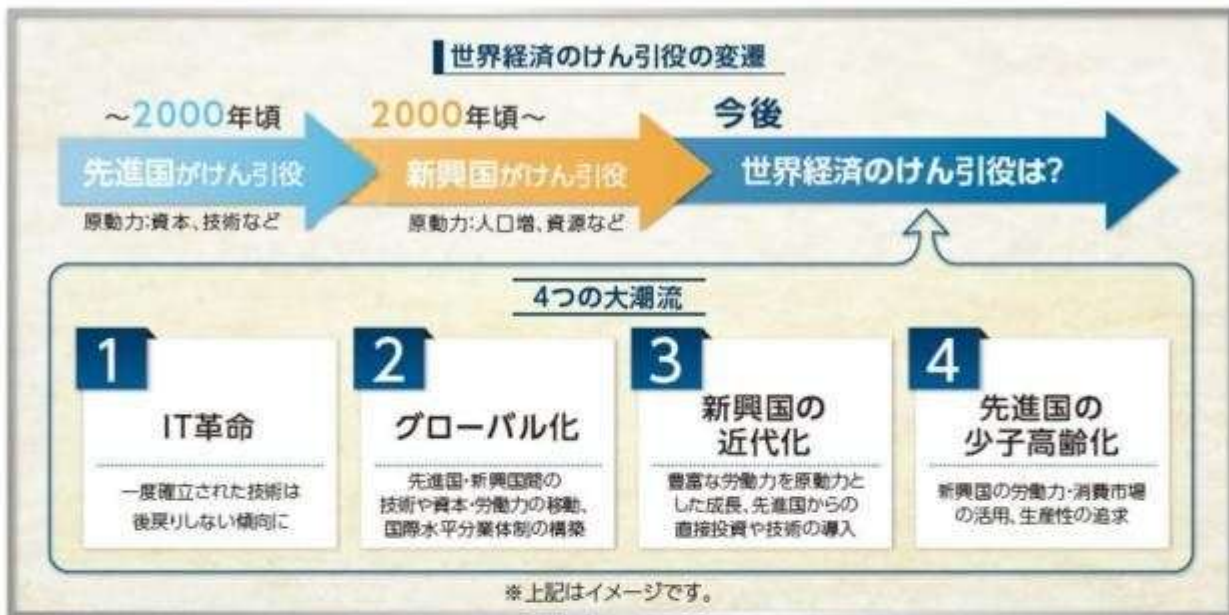 世界経済のけん引役の変遷
～2000年頃
先進国がけん引役
原動力:資本、技術など
2000年頃～
新興国がけん引役
原動力:人口増、資源など
今後
世界経済のけん引役は?
4つの大潮流
1
IT革命
一度確立された技術は
後戻りしない傾向に
2
グローバル化
先進国・新興国間の
技術や資本・労働力の移動、
国際水平分業体制の構築
3
新興国の
近代化
豊富な労働力を原動力と
した成長、先進国からの
直接投資や技術の導入
4
先進国の
少子高齢化
新興国の労働力・消費市場
の活用、生産性の追求
※上記はイメージです。